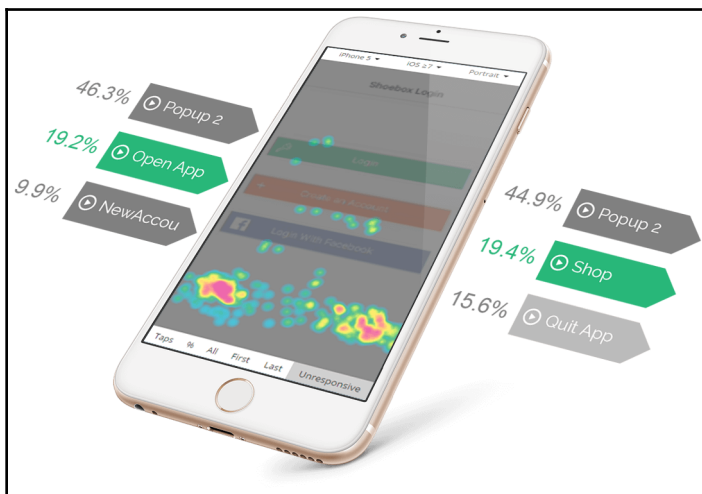 iPhone 5
iOS ≥7
Portrait
Shoebox Login
46.3%
Popup 2
19.2%
Open App
9.9%
NewAccou
Login
Create an Account
Login With Facebook
44.9%
Popup 2
19.4%
Shop
15.6%
Quit App
Taps % All First Last Unresponsive